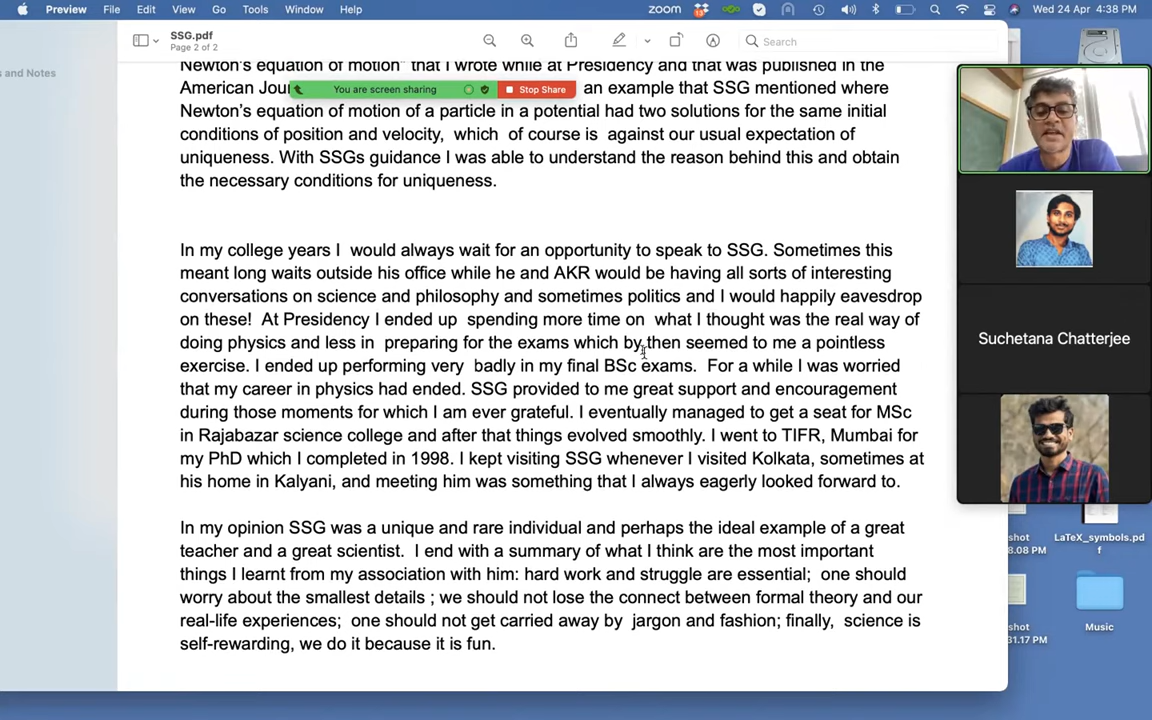 Preview File Edit View Go Tools Window Help
zoom
Wed 24 Apr 4:38 PM
SSG.pdf
Page 2 of 2
Search
s and Notes
You are screen sharing
Stop Share
Newton's equation of motion" that I wrote while at Presidency and that was published in the
American Jour an example that SSG mentioned where
Newton's equation of motion of a particle in a potential had two solutions for the same initial
conditions of position and velocity, which of course is against our usual expectation of
uniqueness. With SSGs guidance I was able to understand the reason behind this and obtain
the necessary conditions for uniqueness.
In my college years I would always wait for an opportunity to speak to SSG. Sometimes this
meant long waits outside his office while he and AKR would be having all sorts of interesting
conversations on science and philosophy and sometimes politics and I would happily eavesdrop
on these! At Presidency I ended up spending more time on what I thought was the real way of
doing physics and less in preparing for the exams which by then seemed to me a pointless
exercise. I ended up performing very badly in my final BSc exams. For a while I was worried
that my career in physics had ended. SSG provided to me great support and encouragement
during those moments for which I am ever grateful. I eventually managed to get a seat for MSc
in Rajabazar science college and after that things evolved smoothly. I went to TIFR, Mumbai for
my PhD which I completed in 1998. I kept visiting SSG whenever I visited Kolkata, sometimes at
his home in Kalyani, and meeting him was something that I always eagerly looked forward to.
In my opinion SSG was a unique and rare individual and perhaps the ideal example of a great
teacher and a great scientist. I end with a summary of what I think are the most important
things I learnt from my association with him: hard work and struggle are essential; one should
worry about the smallest details ; we should not lose the connect between formal theory and our
real-life experiences; one should not get carried away by jargon and fashion; finally, science is
self-rewarding, we do it because it is fun.
Suchetana Chatterjee
shot
8.08 PM
LaTeX_symbols.pd
f
shot
31.17 PM
Music